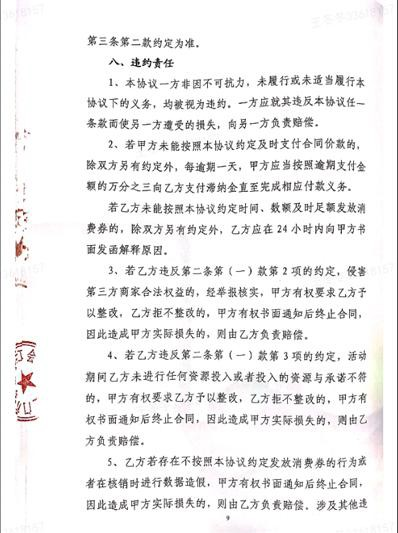 第三条第二款约定为准。
八、违约责任
1、本协议一方非因不可抗力，未履行或未适当履行本
协议下的义务，均被视为违约。一方应就其违反本协议任一
条款而使另一方遭受的损失，向另一方负责赔偿。
2、若甲方未能按照本协议约定及时支付合同价款的，
除双方另有约定外，每逾期一天，甲方应当按照逾期支付金
额的万分之三向乙方支付滞纳金直至完成相应付款义务。
若乙方未能按照本协议约定时间、数额及时足额发放消
费券的，除双方另有约定外，乙方应在 24 小时内向甲方书
面发函解释原因。
3、若乙方违反第二条第（一）款第 2 项的约定，侵害
第三方商家合法权益的，经举报核实，甲方有权要求乙方予
以整改，乙方拒不整改的，甲方有权书面通知后终止合同，
因此造成甲方实际损失的，则由乙方负责赔偿。
4、若乙方违反第二条第（一）款第 3 项的约定，活动
期间乙方未进行任何资源投入或者投入的资源与承诺不符
的，甲方有权要求乙方予以整改，乙方拒不整改的，甲方有
权书面通知后终止合同，因此造成甲方实际损失的，则由乙
方负责赔偿。
5、乙方若存在不按照本协议约定发放消费券的行为或
者在核销时进行数据造假，甲方有权书面通知后终止合同，
因此造成甲方实际损失的，则由乙方负责赔偿。涉及其他违
9